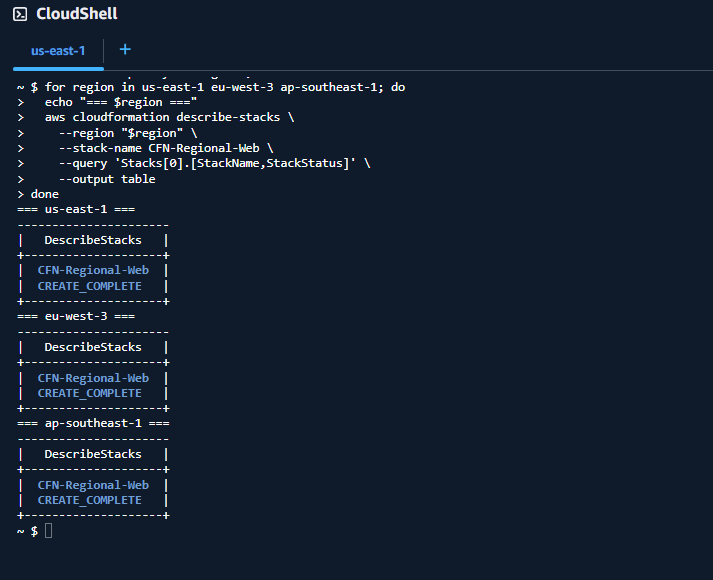 CloudShell
us-east-1 +
~ $ for region in us-east-1 eu-west-3 ap-southeast-1; do
>   echo "=== $region ==="
>   aws cloudformation describe-stacks \
>     --region "$region" \
>     --stack-name CFN-Regional-Web \
>     --query 'Stacks[0].[StackName,StackStatus]' \
>     --output table
> done
=== us-east-1 ===
---------------------
|   DescribeStacks   |
+-------------------+
|  CFN-Regional-Web  |
|  CREATE_COMPLETE   |
+-------------------+
=== eu-west-3 ===
---------------------
|   DescribeStacks   |
+-------------------+
|  CFN-Regional-Web  |
|  CREATE_COMPLETE   |
+-------------------+
=== ap-southeast-1 ===
---------------------
|   DescribeStacks   |
+-------------------+
|  CFN-Regional-Web  |
|  CREATE_COMPLETE   |
+-------------------+
~ $